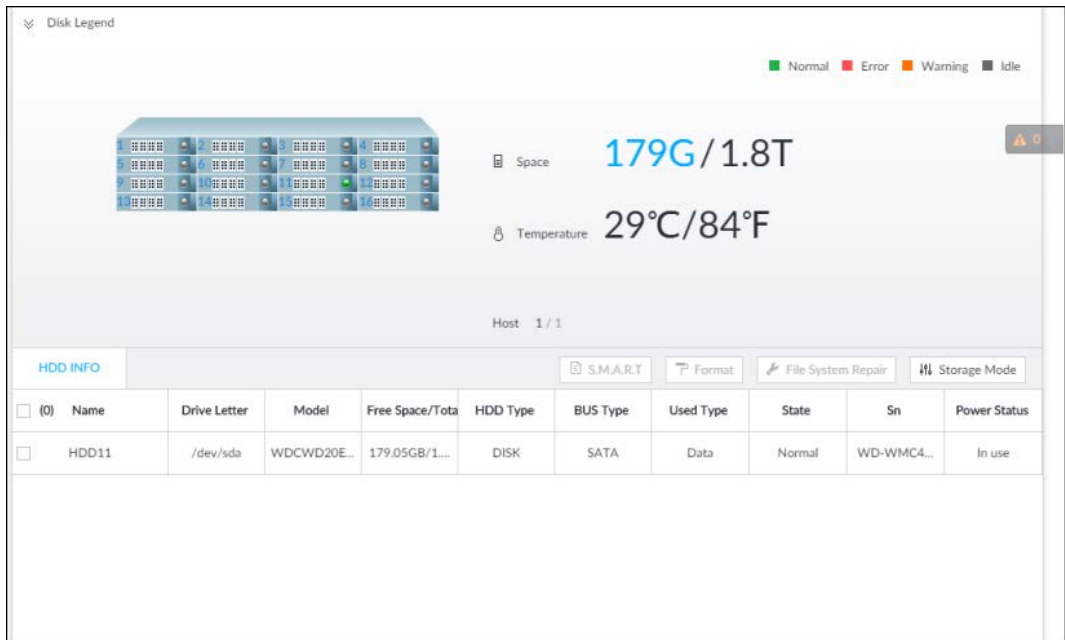 Disk Legend
Normal Error Warning Idle
1 2 3 4
5 6 7 8
9 10 11 12
13 14 15 16
Space 179G/1.8T
0
Temperature 29℃/84℉
Host 1 / 1
HDD INFO S.M.A.R.T Format File System Repair Storage Mode
(0) Name Drive Letter Model Free Space/Tota HDD Type BUS Type Used Type State Sn Power Status
HDD11 /dev/sda WDCWD20E... 179.05GB/1.... DISK SATA Data Normal WD-WMC4... In use